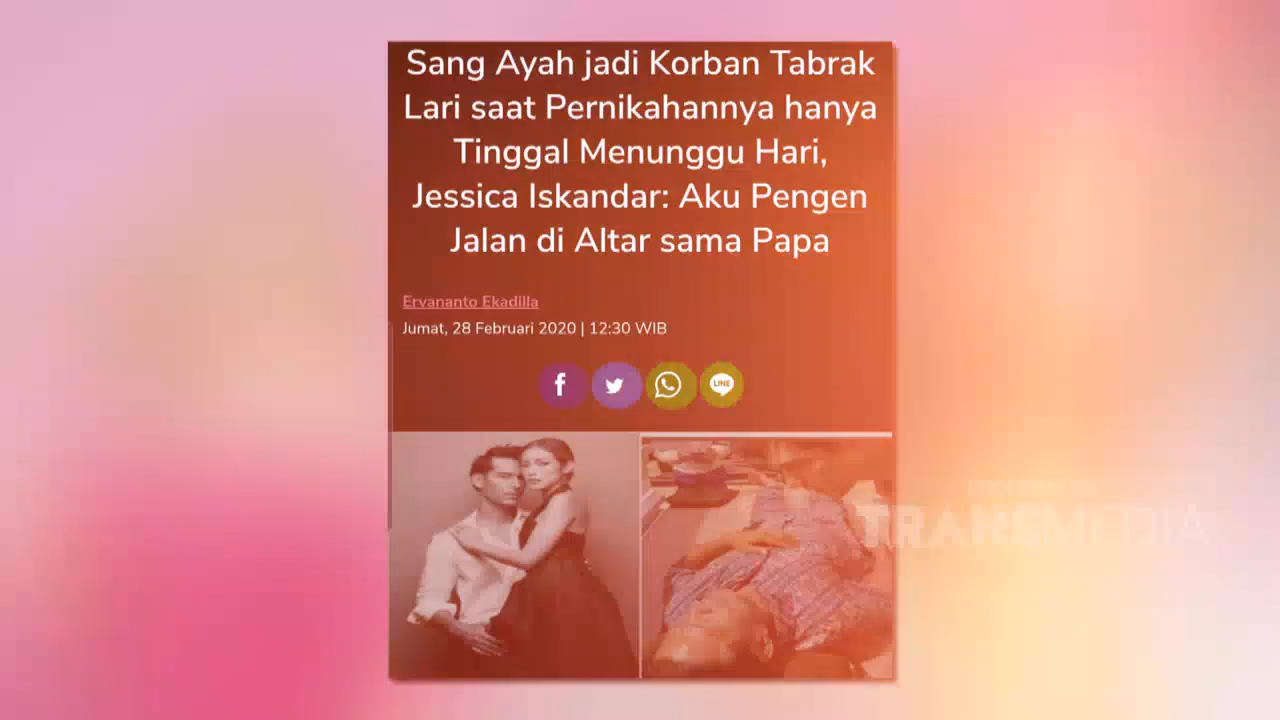 Sang Ayah jadi Korban Tabrak
Lari saat Pernikahannya hanya
Tinggal Menunggu Hari,
Jessica Iskandar: Aku Pengen
Jalan di Altar sama Papa
Ervananto Ekadilla
Jumat, 28 Februari 2020 | 12:30 WIB
LINE
TRANSMEDIA